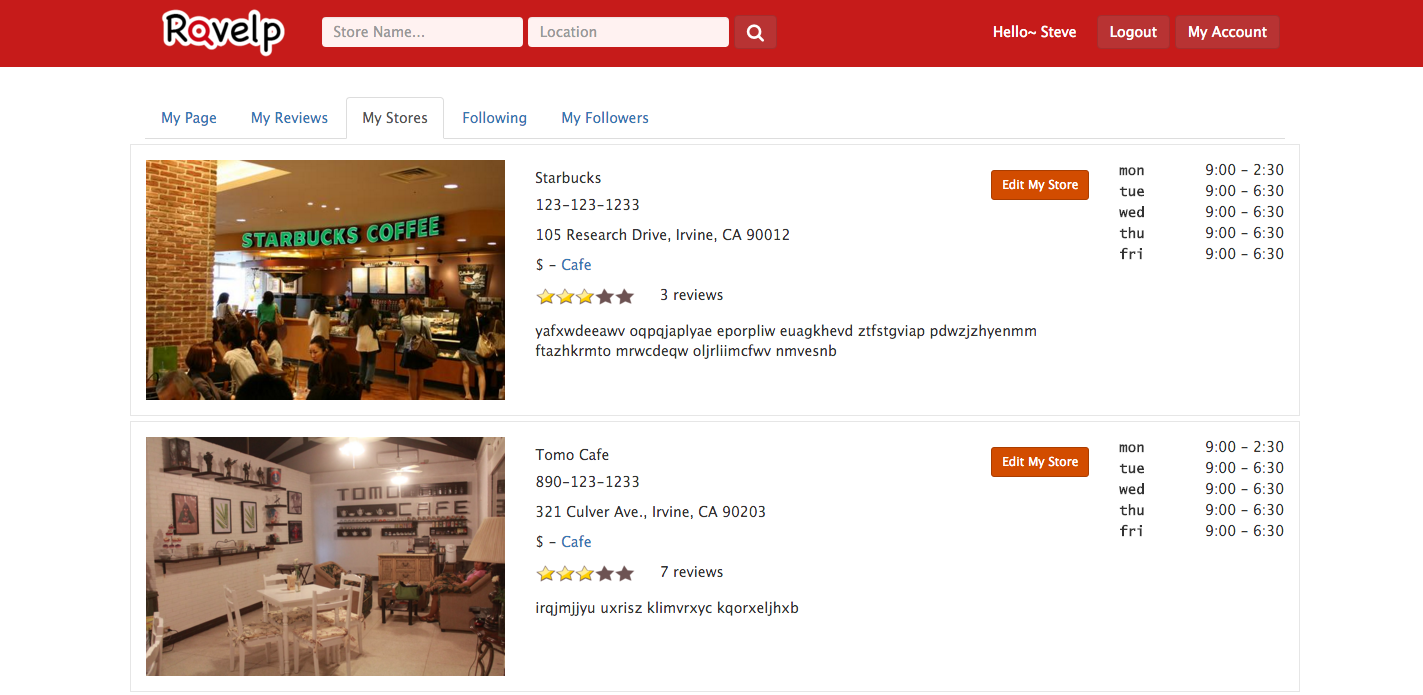 Ravelp
Store Name...
Location
Hello~ Steve
Logout
My Account
My Page
My Reviews
My Stores
Following
My Followers
STARBUCKS COFFEE
Starbucks
123-123-1233
105 Research Drive, Irvine, CA 90012
$ - Cafe
3 reviews
yafxwdeeawv oqpqjaplyae eporpliw euagkhevd ztfstgviap pdwzjzhyenmm
ftazhkrmto mrwcdeqw oljrliimcfwv nmvesnb
Edit My Store
mon 9:00 - 2:30
tue 9:00 - 6:30
wed 9:00 - 6:30
thu 9:00 - 6:30
fri 9:00 - 6:30
TOMO
CAFE
Tomo Cafe
890-123-1233
321 Culver Ave., Irvine, CA 90203
$ - Cafe
7 reviews
irqjmjjyu uxrisz klimvrxyc kqorxeljhxb
Edit My Store
mon 9:00 - 2:30
tue 9:00 - 6:30
wed 9:00 - 6:30
thu 9:00 - 6:30
fri 9:00 - 6:30